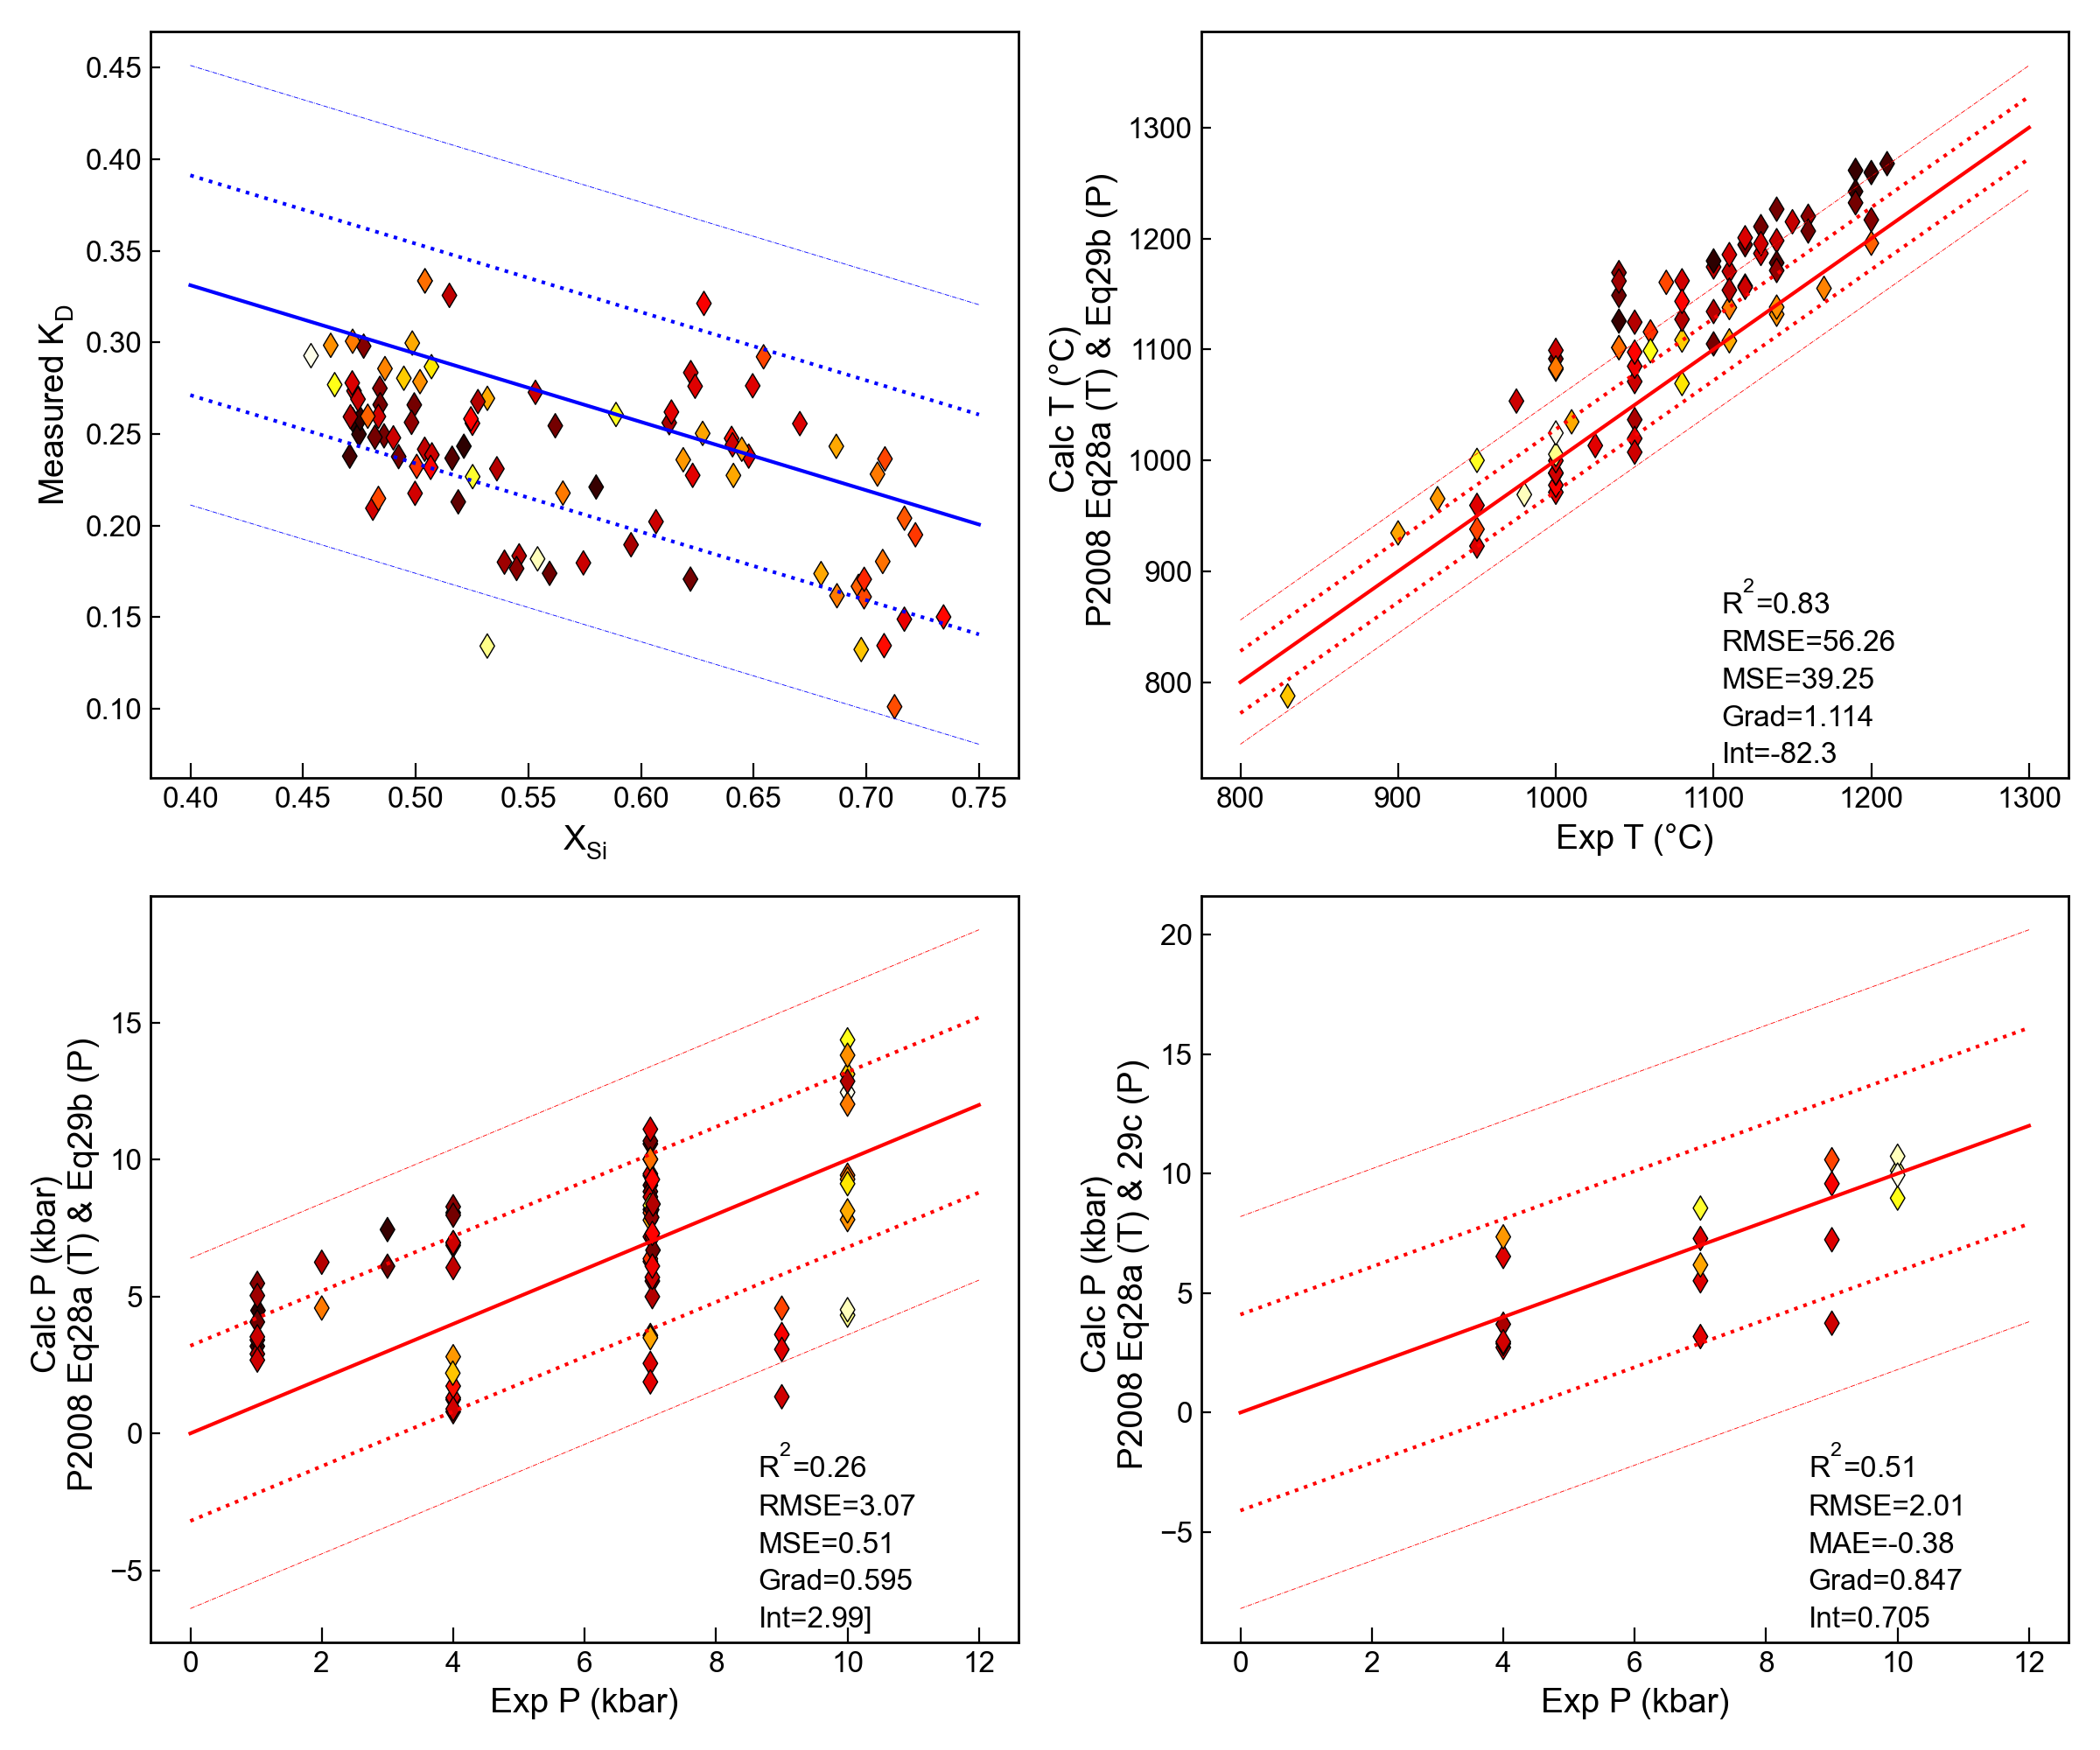 0.45
0.40
0.35
0.30
0.25
0.20
0.15
0.10
Measured K_D
0.40 0.45 0.50 0.55 0.60 0.65 0.70 0.75
X_Si
1300
1200
1100
1000
900
800
Calc T (°C)
P2008 Eq28a (T) & Eq29b (P)
R²=0.83
RMSE=56.26
MSE=39.25
Grad=1.114
Int=-82.3
800 900 1000 1100 1200 1300
Exp T (°C)
15
10
5
0
−5
Calc P (kbar)
P2008 Eq28a (T) & Eq29b (P)
R²=0.26
RMSE=3.07
MSE=0.51
Grad=0.595
Int=2.99]
0 2 4 6 8 10 12
Exp P (kbar)
20
15
10
5
0
−5
Calc P (kbar)
P2008 Eq28a (T) & 29c (P)
R²=0.51
RMSE=2.01
MAE=-0.38
Grad=0.847
Int=0.705
0 2 4 6 8 10 12
Exp P (kbar)